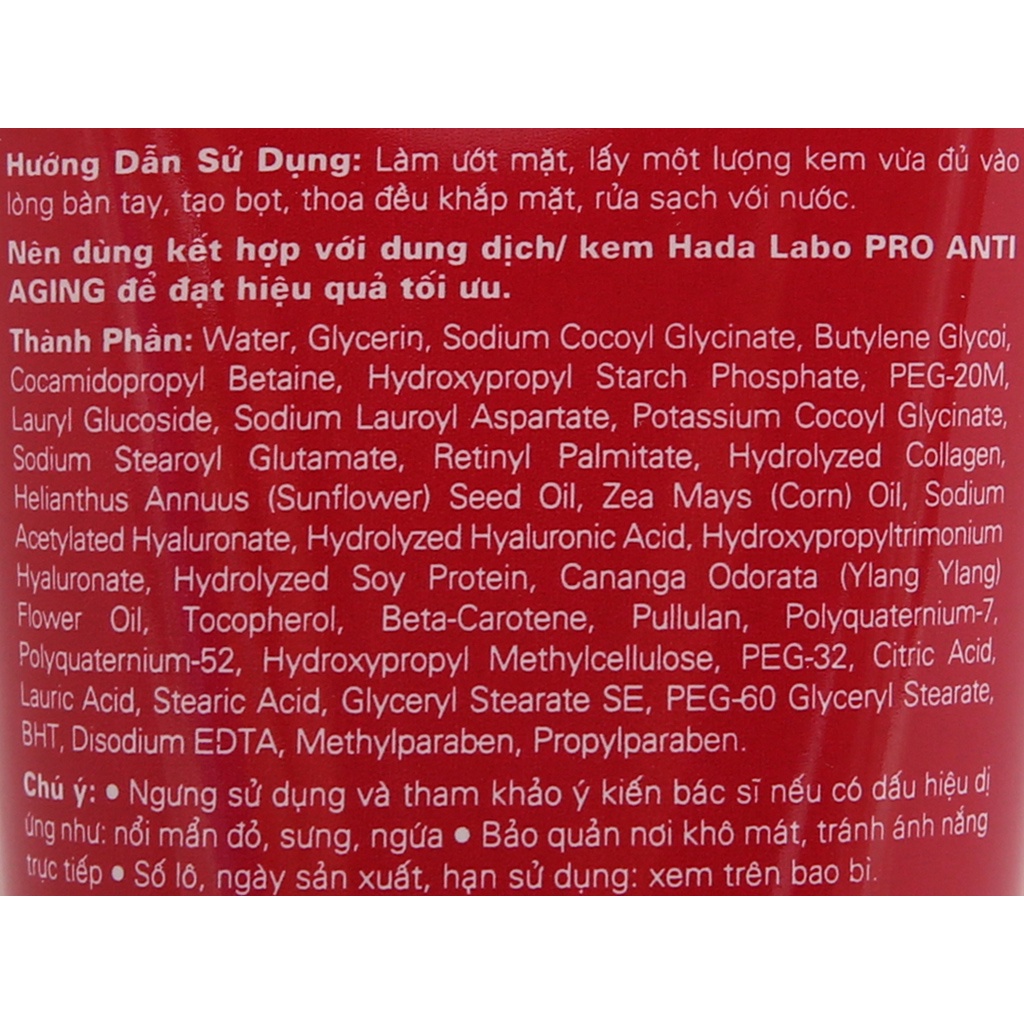 Hướng Dẫn Sử Dụng: Làm ướt mặt, lấy một lượng kem vừa đủ vào
lòng bàn tay, tạo bọt, thoa đều khắp mặt, rửa sạch với nước.
Nên dùng kết hợp với dung dịch/ kem Hada Labo PRO ANTI
AGING để đạt hiệu quả tối ưu.
Thành Phần: Water, Glycerin, Sodium Cocoyl Glycinate, Butylene Glycol,
Cocamidopropyl Betaine, Hydroxypropyl Starch Phosphate, PEG-20M,
Lauryl Glucoside, Sodium Lauroyl Aspartate, Potassium Cocoyl Glycinate,
Sodium Stearoyl Glutamate, Retinyl Palmitate, Hydrolyzed Collagen,
Helianthus Annuus (Sunflower) Seed Oil, Zea Mays (Corn) Oil, Sodium
Acetylated Hyaluronate, Hydrolyzed Hyaluronic Acid, Hydroxypropyltrimonium
Hyaluronate, Hydrolyzed Soy Protein, Cananga Odorata (Ylang Ylang)
Flower Oil, Tocopherol, Beta-Carotene, Pullulan, Polyquaternium-7,
Polyquaternium-52, Hydroxypropyl Methylcellulose, PEG-32, Citric Acid,
Lauric Acid, Stearic Acid, Glyceryl Stearate SE, PEG-60 Glyceryl Stearate,
BHT, Disodium EDTA, Methylparaben, Propylparaben.
Chú ý: • Ngưng sử dụng và tham khảo ý kiến bác sĩ nếu có dấu hiệu dị
ứng như: nổi mẩn đỏ, sưng, ngứa • Bảo quản nơi khô mát, tránh ánh nắng
trực tiếp • Số lô, ngày sản xuất, hạn sử dụng: xem trên bao bì.